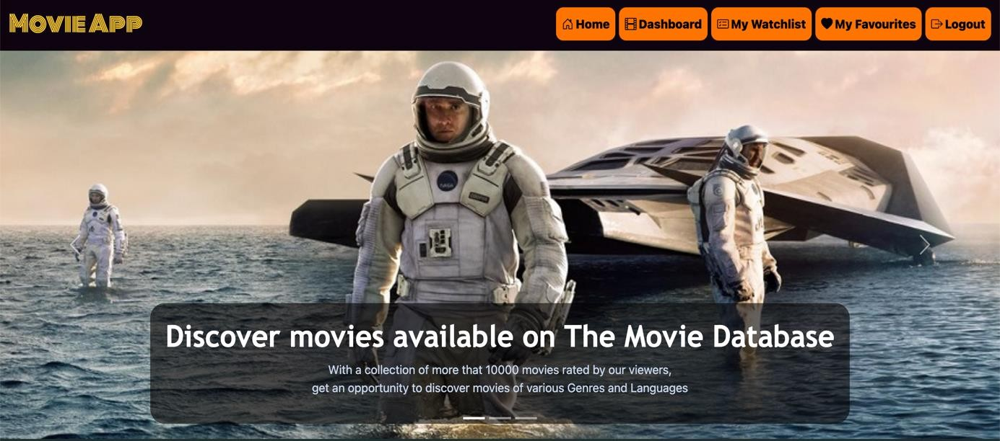 MOVIE APP
Home
Dashboard
My Watchlist
My Favourites
Logout
NASA
COOPER
Discover movies available on The Movie Database
With a collection of more that 10000 movies rated by our viewers,
get an opportunity to discover movies of various Genres and Languages